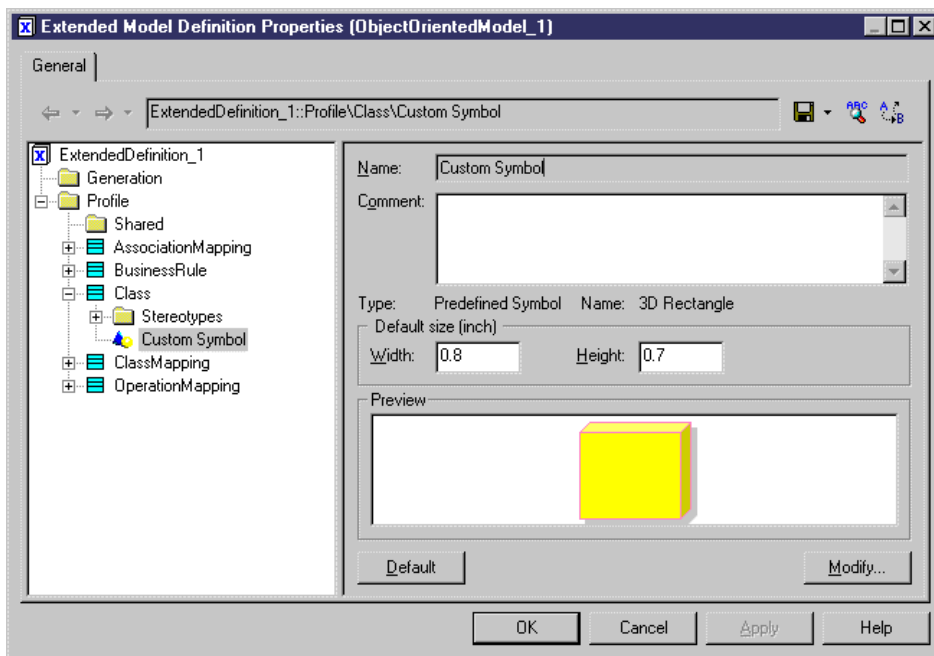 Extended Model Definition Properties (ObjectOrientedModel_1)
General
ExtendedDefinition_1::Profile\Class\Custom Symbol
ExtendedDefinition_1
Generation
Profile
Shared
AssociationMapping
BusinessRule
Class
Stereotypes
Custom Symbol
ClassMapping
OperationMapping
Name: Custom Symbol
Comment:
Type: Predefined Symbol Name: 3D Rectangle
Default size (inch)
Width: 0.8 Height: 0.7
Preview
Default Modify...
OK Cancel Apply Help